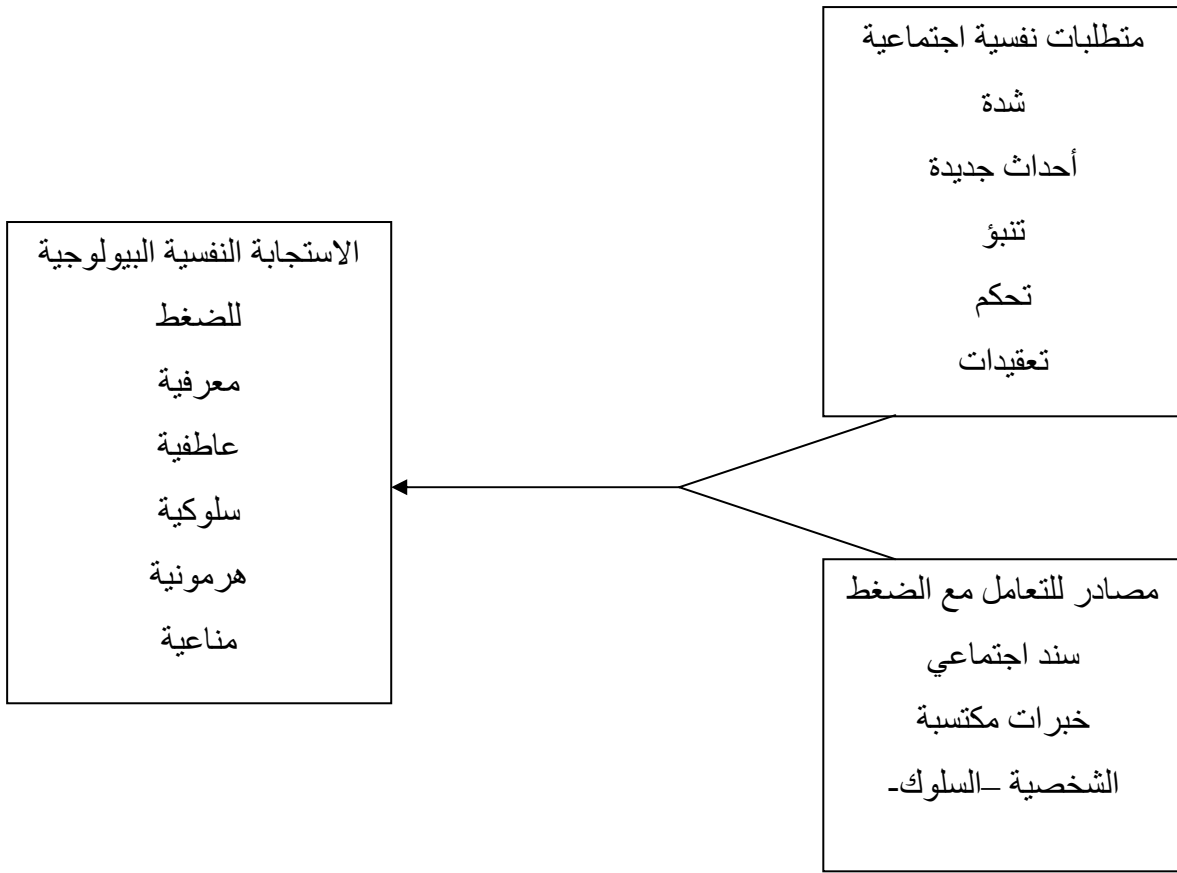 متطلبات نفسية اجتماعية
شدة
أحداث جديدة
تنبؤ
تحكم
تعقيدات
الاستجابة النفسية البيولوجية
للضغط
معرفية
عاطفية
سلوكية
هرمونية
مناعية
مصادر للتعامل مع الضغط
سند اجتماعي
خبرات مكتسبة
الشخصية –السلوك-